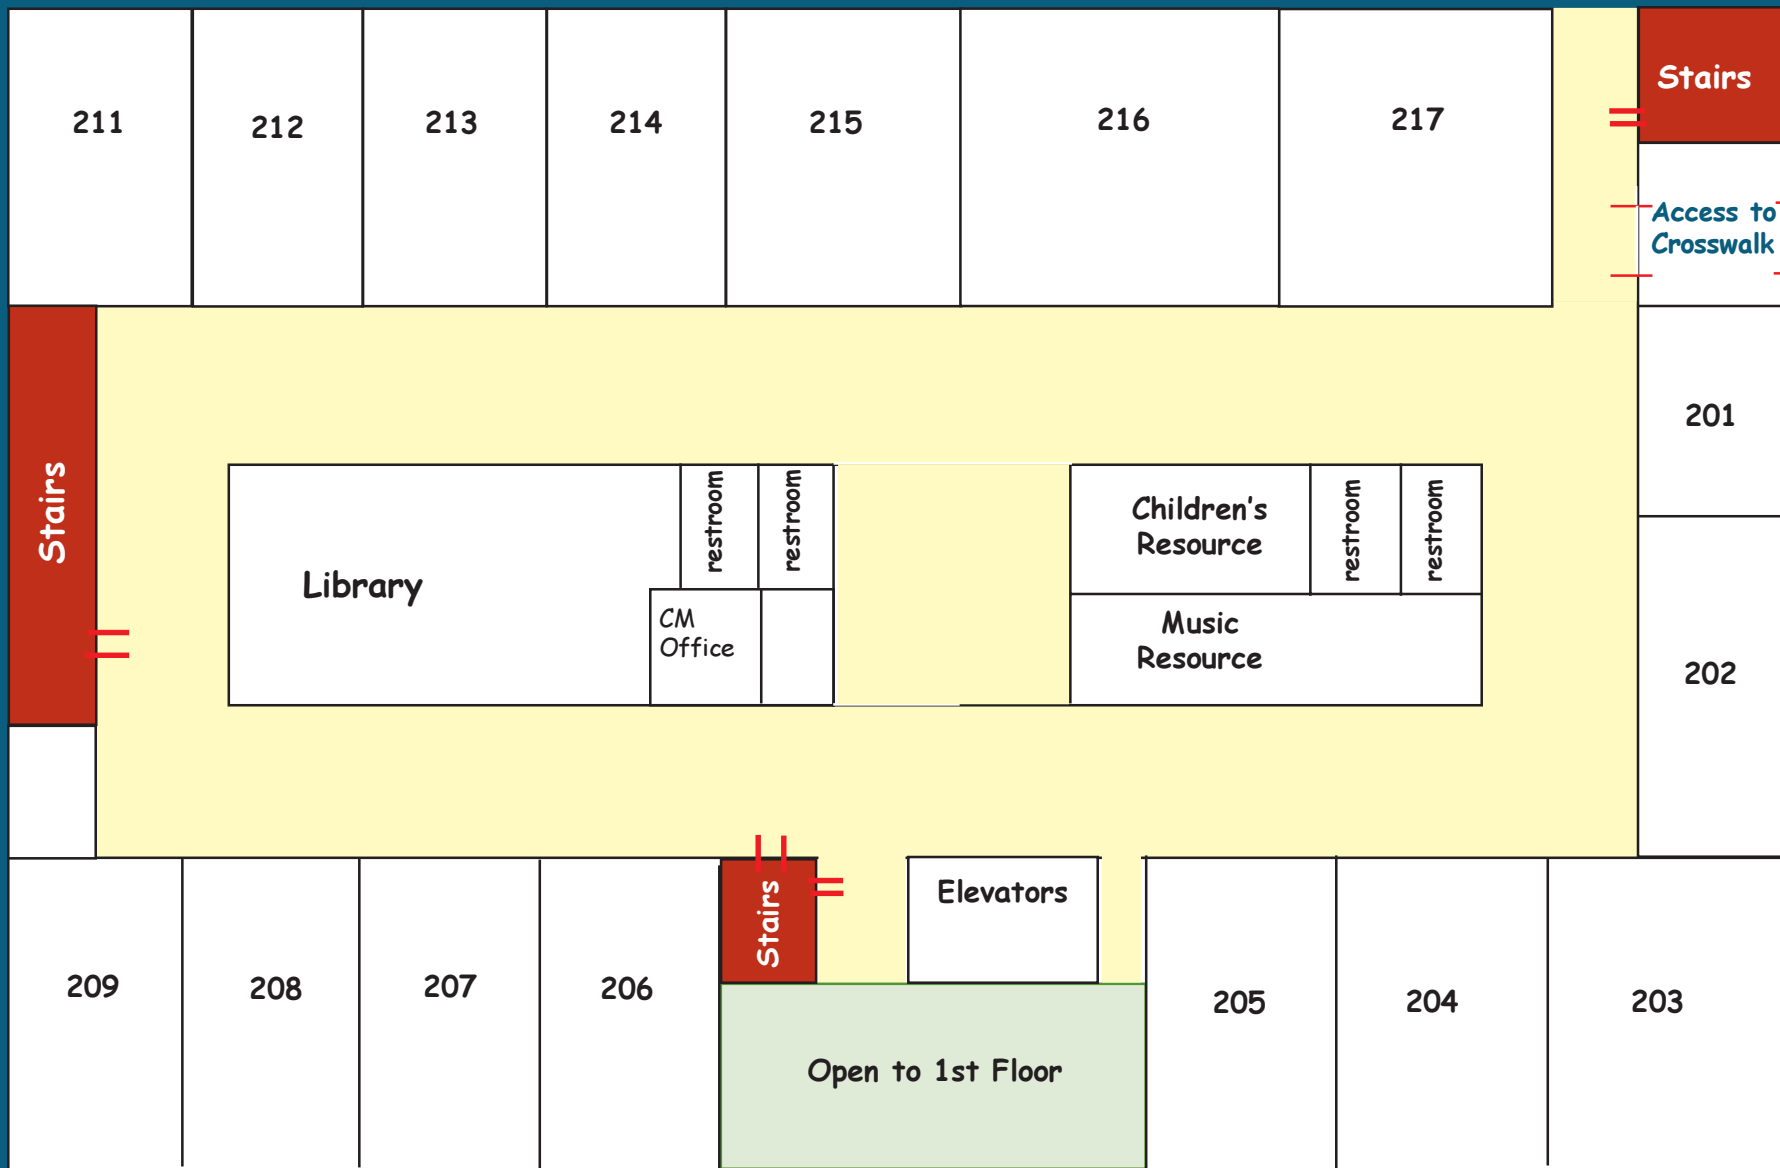 211
212
213
214
215
216
217
Stairs
Access to
Crosswalk
201
Stairs
Library
restroom
restroom
CM
Office
Children's
Resource
restroom
restroom
Music
Resource
202
Stairs
Elevators
209
208
207
206
205
204
203
Open to 1st Floor